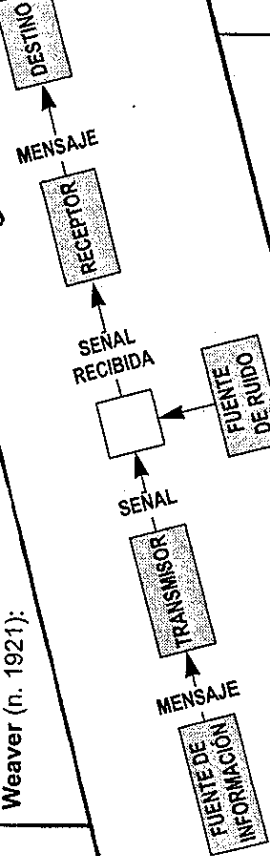 Weaver (n. 1921):
FUENTE DE
INFORMACIÓN
MENSAJE
TRANSMISOR
SEÑAL
FUENTE
DE RUIDO
SEÑAL
RECIBIDA
RECEPTOR
MENSAJE
DESTINO